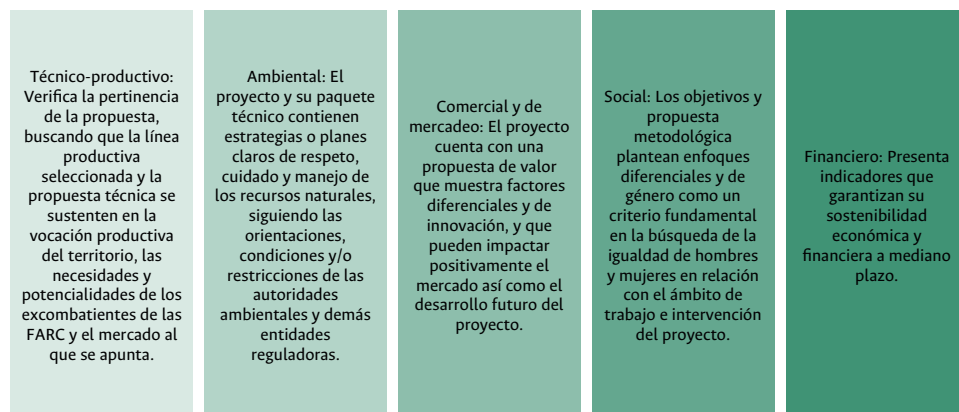 Técnico-productivo:
Verifica la pertinencia
de la propuesta,
buscando que la línea
productiva
seleccionada y la
propuesta técnica se
sustenten en la
vocación productiva
del territorio, las
necesidades y
potencialidades de los
excombatientes de las
FARC y el mercado al
que se apunta.
Ambiental: El
proyecto y su paquete
técnico contienen
estrategias o planes
claros de respeto,
cuidado y manejo de
los recursos naturales,
siguiendo las
orientaciones,
condiciones y/o
restricciones de las
autoridades
ambientales y demás
entidades
reguladoras.
Comercial y de
mercadeo: El proyecto
cuenta con una
propuesta de valor
que muestra factores
diferenciales y de
innovación, y que
pueden impactar
positivamente el
mercado así como el
desarrollo futuro del
proyecto.
Social: Los objetivos y
propuesta
metodológica
plantean enfoques
diferenciales y de
género como un
criterio fundamental
en la búsqueda de la
igualdad de hombres
y mujeres en relación
con el ámbito de
trabajo e intervención
del proyecto.
Financiero: Presenta
indicadores que
garantizan su
sostenibilidad
económica y
financiera a mediano
plazo.